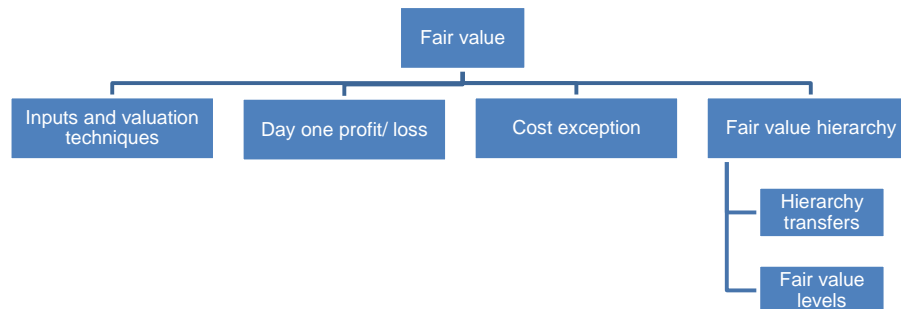 Fair value
Inputs and valuation
techniques
Day one profit/ loss
Cost exception
Fair value hierarchy
Hierarchy
transfers
Fair value
levels